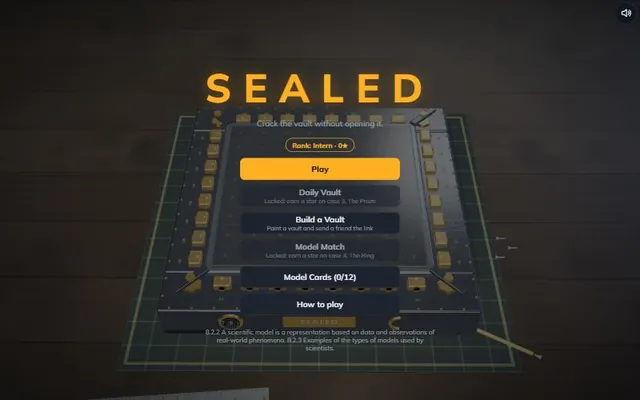 SEALED
Crack the vault without opening it.
Rank: Intern · 0★
Play
Daily Vault
Locked: earn a star on case 3, The Prism
Build a Vault
Paint a vault and send a friend the link
Model Match
Locked: earn a star on case 4, The Ring
Model Cards (0/12)
How to play
SEALED
8.2.2 A scientific model is a representation based on data and observations of
real-world phenomena. 8.2.3 Examples of the types of models used by
scientists.